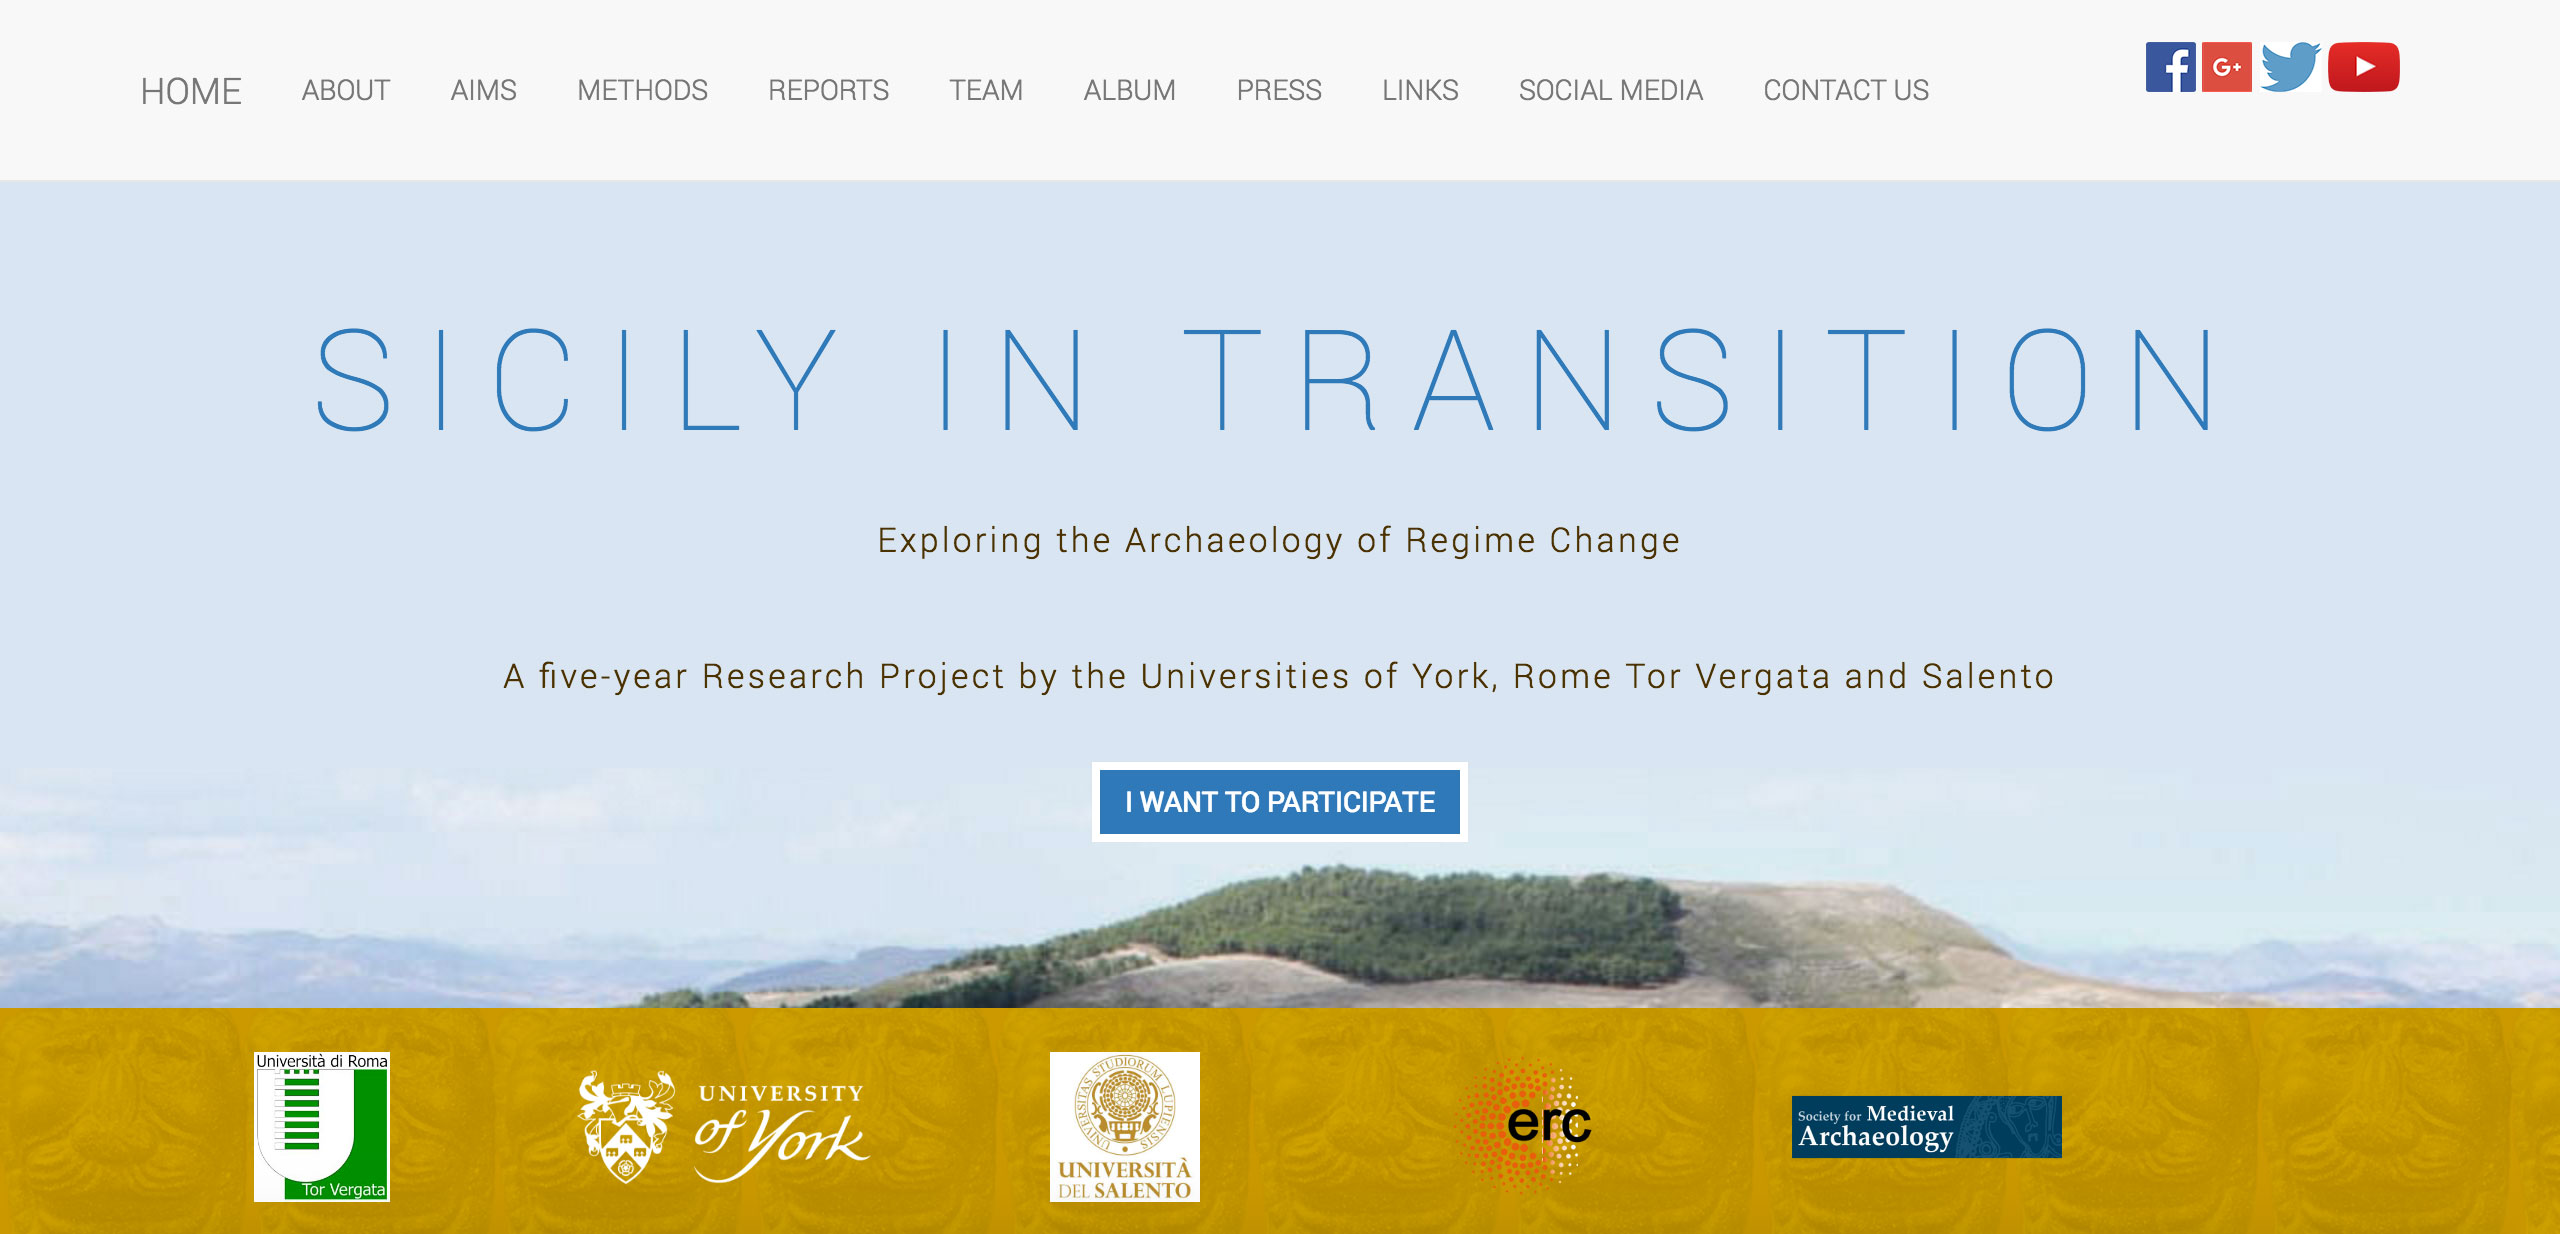 HOME ABOUT AIMS METHODS REPORTS TEAM ALBUM PRESS LINKS SOCIAL MEDIA CONTACT US
f G+
SICILY IN TRANSITION
Exploring the Archaeology of Regime Change
A five-year Research Project by the Universities of York, Rome Tor Vergata and Salento
I WANT TO PARTICIPATE
Università di Roma
Tor Vergata
UNIVERSITY
of York
UNIVERSITAS STUDIORUM LUPIENSIS
UNIVERSITÀ
DEL SALENTO
erc
Society for Medieval
Archaeology